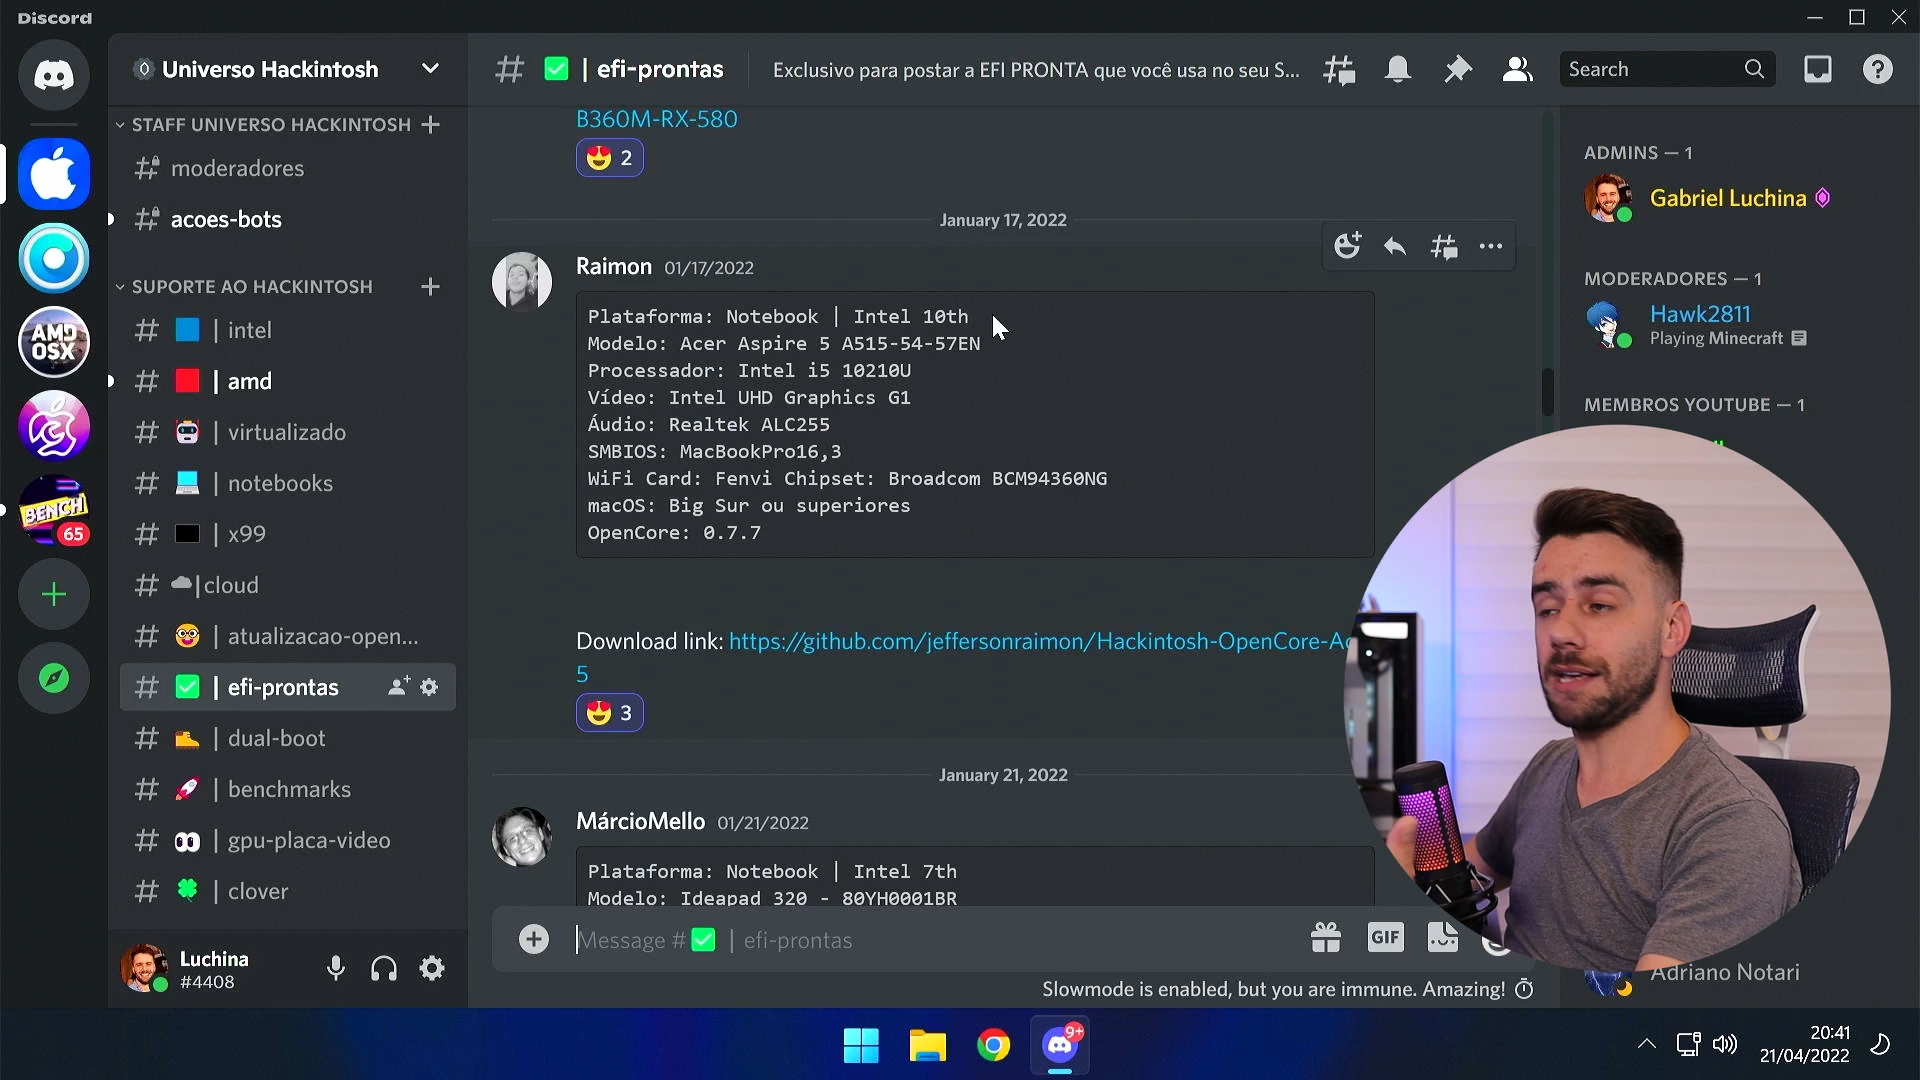 Discord
Universo Hackintosh
STAFF UNIVERSO HACKINTOSH
moderadores
acoes-bots
SUPORTE AO HACKINTOSH
| intel
| amd
| virtualizado
| notebooks
| x99
|cloud
| atualizacao-open...
| efi-prontas
| dual-boot
| benchmarks
| gpu-placa-video
| clover
AMD
OSX
BENCH
65
Luchina
#4408
# ✅ | efi-prontas
Exclusivo para postar a EFI PRONTA que você usa no seu S...
Search
B360M-RX-580
😍 2
January 17, 2022
Raimon 01/17/2022
Plataforma: Notebook | Intel 10th
Modelo: Acer Aspire 5 A515-54-57EN
Processador: Intel i5 10210U
Vídeo: Intel UHD Graphics G1
Áudio: Realtek ALC255
SMBIOS: MacBookPro16,3
WiFi Card: Fenvi Chipset: Broadcom BCM94360NG
macOS: Big Sur ou superiores
OpenCore: 0.7.7
Download link: https://github.com/jeffersonraimon/Hackintosh-OpenCore-Ac
5
😍 3
January 21, 2022
MárcioMello 01/21/2022
Plataforma: Notebook | Intel 7th
Modelo: Ideapad 320 - 80YH0001BR
Message #✅ | efi-prontas
GIF
Slowmode is enabled, but you are immune. Amazing!
ADMINS — 1
Gabriel Luchina
MODERADORES — 1
Hawk2811
Playing Minecraft
MEMBROS YOUTUBE — 1
Adriano Notari
9+
20:41
21/04/2022